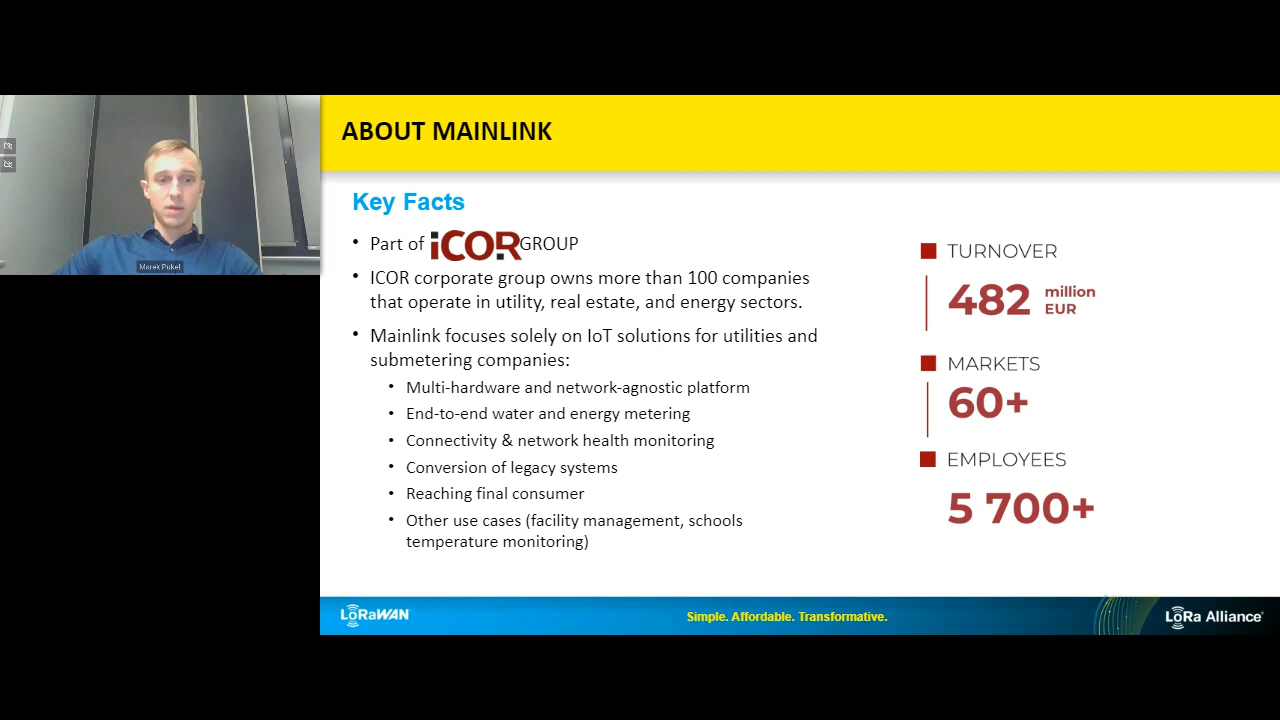 ABOUT MAINLINK
Marek Pukel
Key Facts
• Part of iCOR GROUP
• ICOR corporate group owns more than 100 companies
that operate in utility, real estate, and energy sectors.
• Mainlink focuses solely on IoT solutions for utilities and
submetering companies:
• Multi-hardware and network-agnostic platform
• End-to-end water and energy metering
• Connectivity & network health monitoring
• Conversion of legacy systems
• Reaching final consumer
• Other use cases (facility management, schools
temperature monitoring)
TURNOVER
482 million
EUR
MARKETS
60+
EMPLOYEES
5 700+
LoRaWAN
Simple. Affordable. Transformative.
LoRa Alliance®